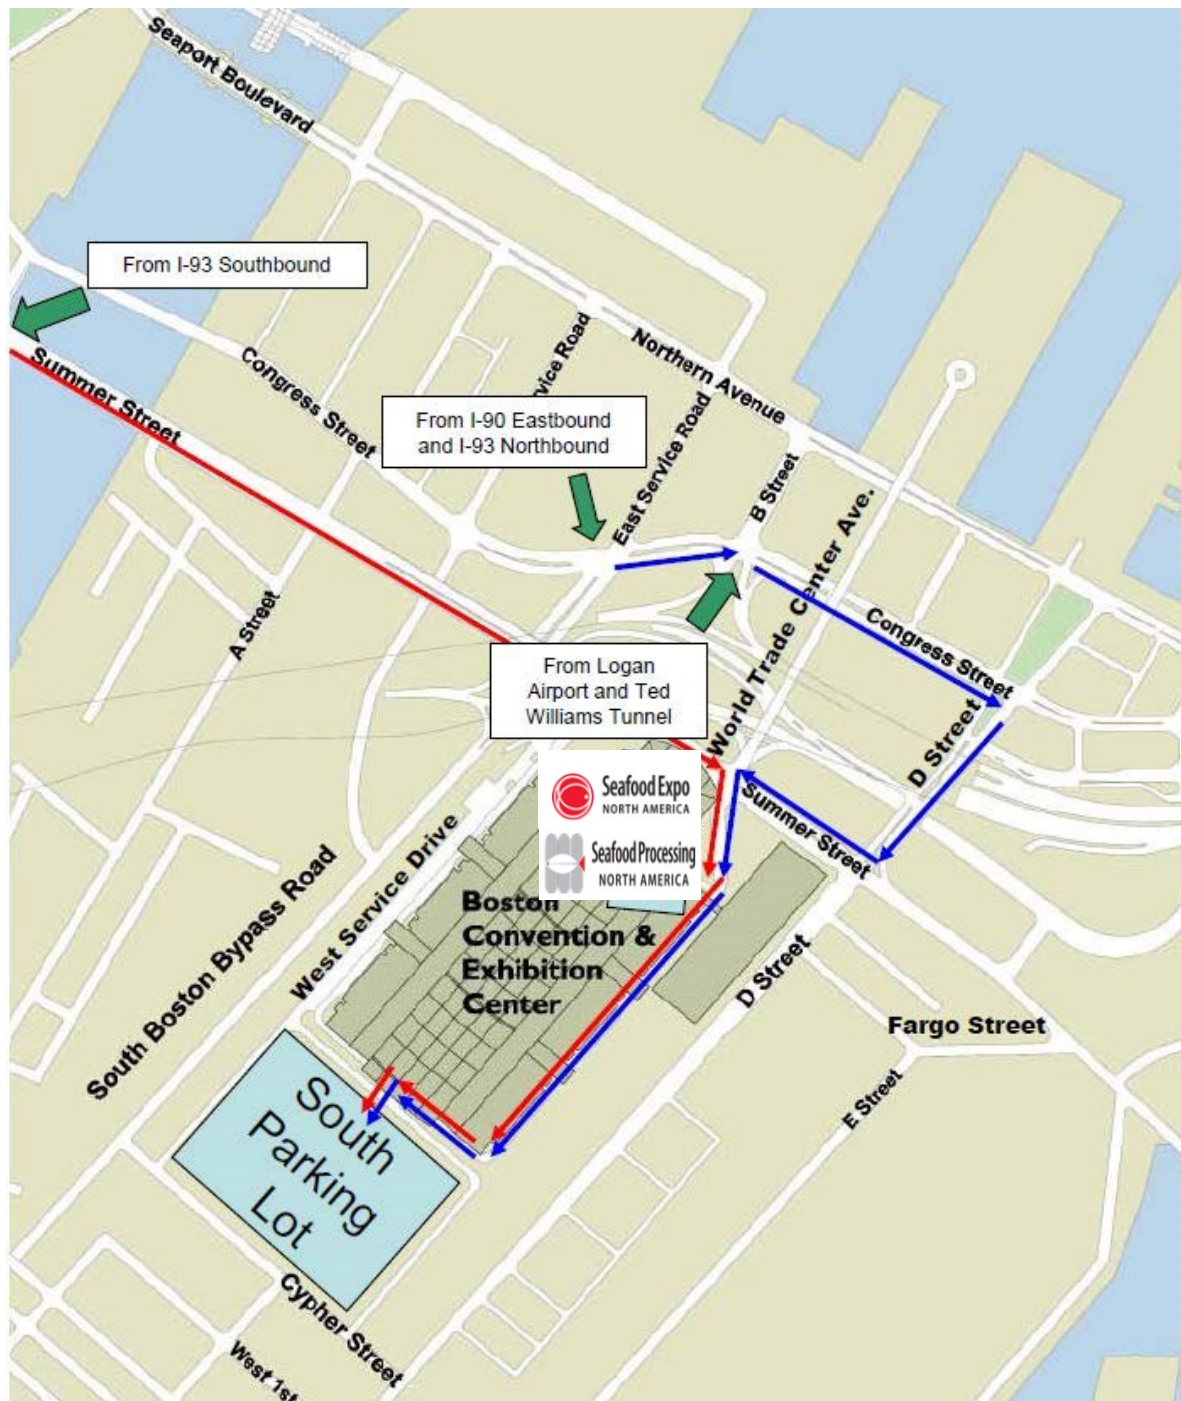 Seaport Boulevard
From I-93 Southbound
Summer Street
Congress Street
Northern Avenue
From I-90 Eastbound
and I-93 Northbound
East Service Road
B Street
World Trade Center Ave.
A Street
Congress Street
From Logan
Airport and Ted
Williams Tunnel
D Street
Seafood Expo
NORTH AMERICA
Seafood Processing
NORTH AMERICA
Summer Street
West Service Drive
South Boston Bypass Road
Boston
Convention &
Exhibition
Center
D Street
Fargo Street
E Street
South
Parking
Lot
Cypher Street
West 1st